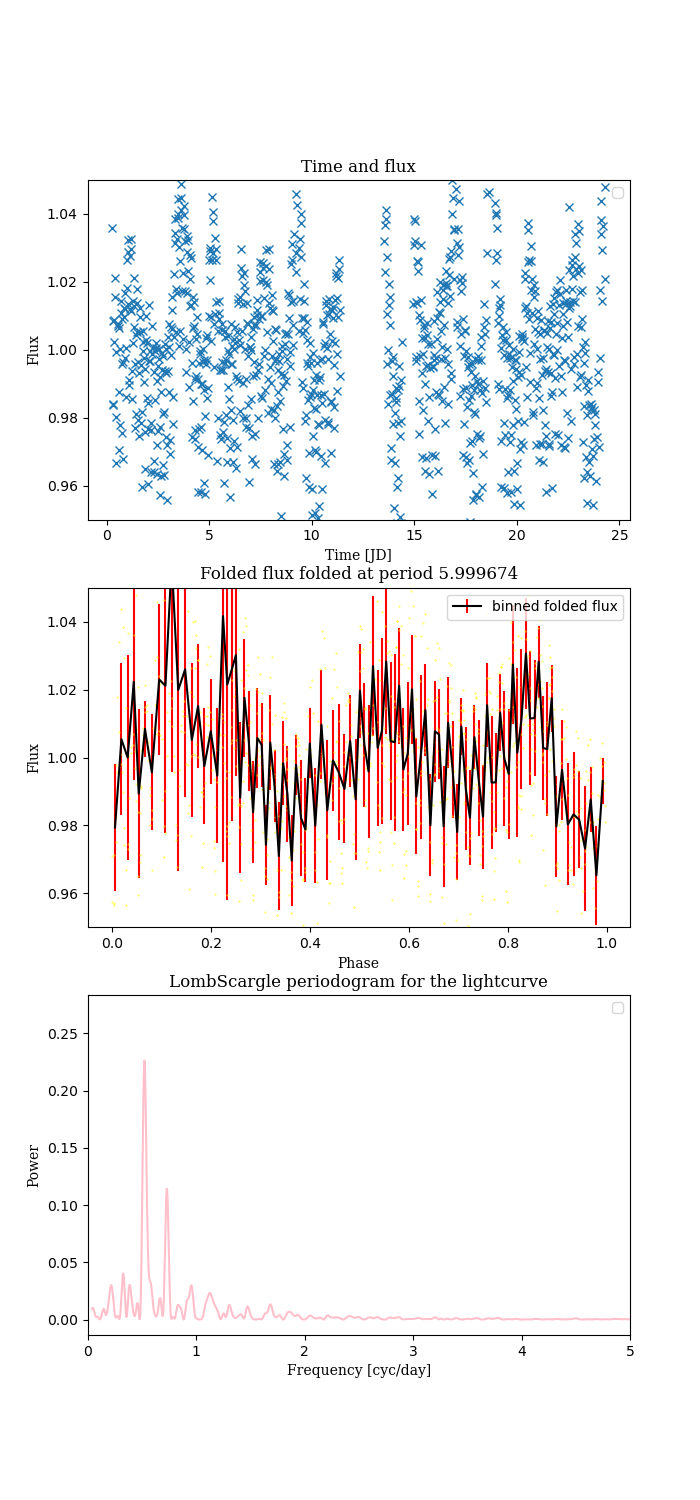 Time and flux
Flux
1.04
1.02
1.00
0.98
0.96
0 5 10 15 20 25
Time [JD]
Folded flux folded at period 5.999674
binned folded flux
Flux
1.04
1.02
1.00
0.98
0.96
0.0 0.2 0.4 0.6 0.8 1.0
Phase
LombScargle periodogram for the lightcurve
Power
0.25
0.20
0.15
0.10
0.05
0.00
0 1 2 3 4 5
Frequency [cyc/day]